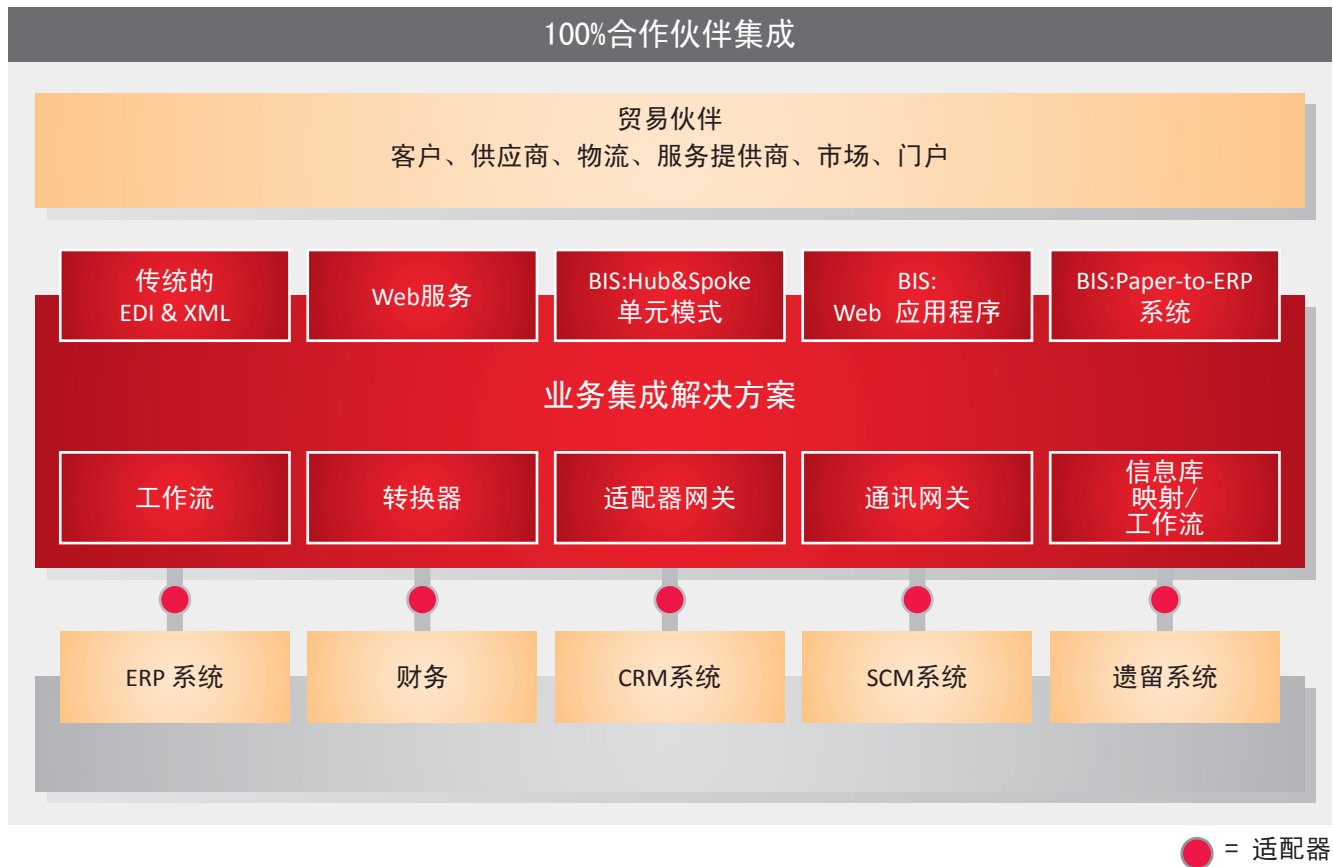 100%合作伙伴集成
贸易伙伴
客户、供应商、物流、服务提供商、市场、门户
传统的
EDI & XML
Web服务
BIS:Hub&Spoke
单元模式
BIS:
Web 应用程序
BIS:Paper-to-ERP
系统
业务集成解决方案
工作流
转换器
适配器网关
通讯网关
信息库
映射/
工作流
ERP 系统
财务
CRM系统
SCM系统
遗留系统
= 适配器